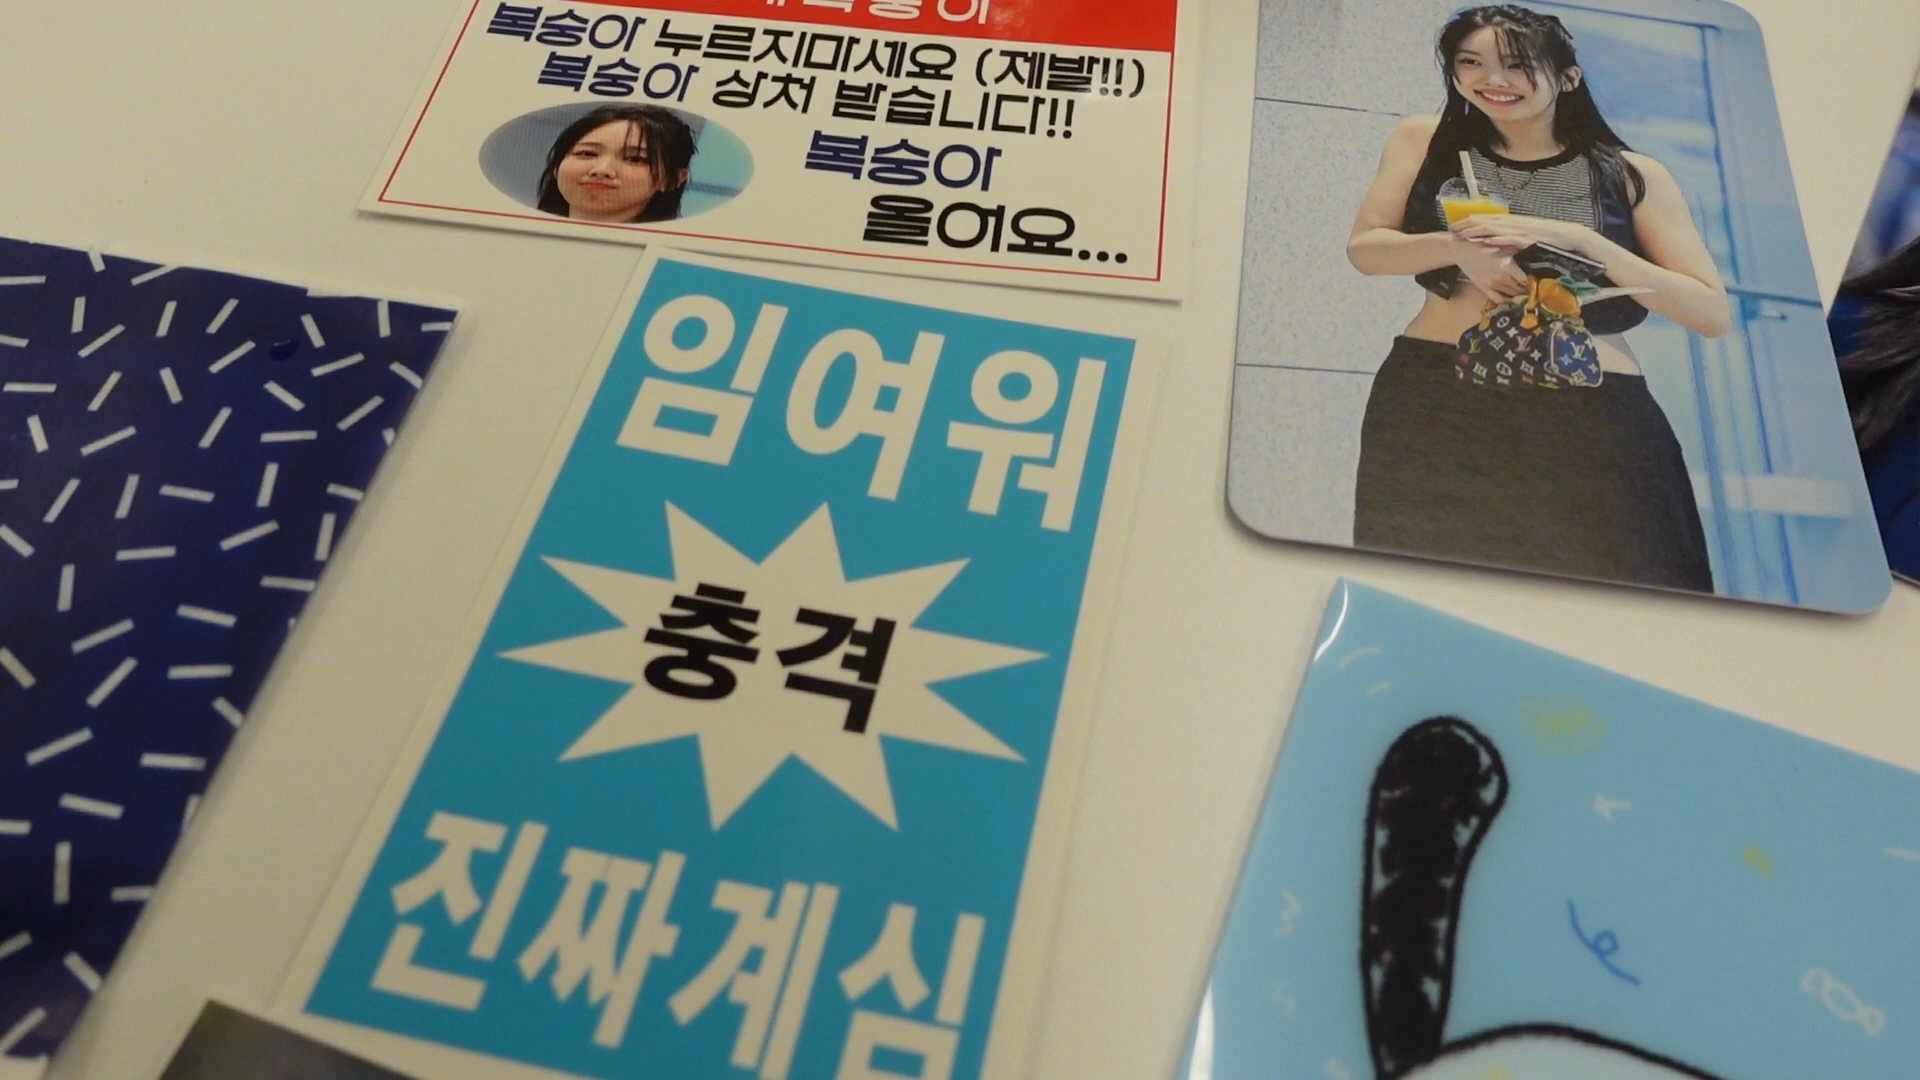 복숭아 누르지마세요 (제발!!)
복숭아 상처 받습니다!!
복숭아
울어요...
임여워
충격
진짜계심